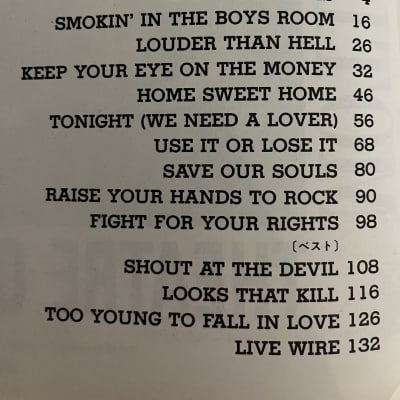 SMOKIN' IN THE BOYS ROOM 16
LOUDER THAN HELL 26
KEEP YOUR EYE ON THE MONEY 32
HOME SWEET HOME 46
TONIGHT (WE NEED A LOVER) 56
USE IT OR LOSE IT 68
SAVE OUR SOULS 80
RAISE YOUR HANDS TO ROCK 90
FIGHT FOR YOUR RIGHTS 98
〔ベスト〕
SHOUT AT THE DEVIL 108
LOOKS THAT KILL 116
TOO YOUNG TO FALL IN LOVE 126
LIVE WIRE 132